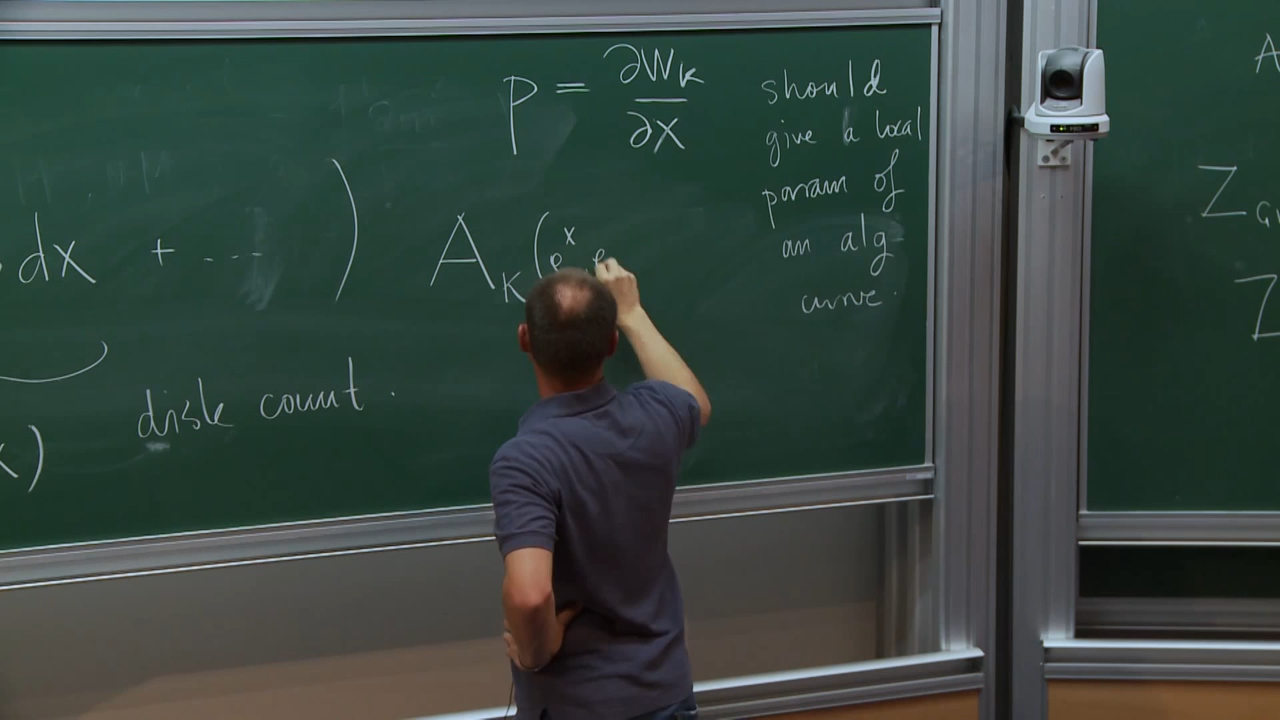 p = ∂W_K / ∂x
should
give a local
param of
an alg
curve.
dx + ... )
A_K (e^x e
disk count.
x)
A
Z
Z